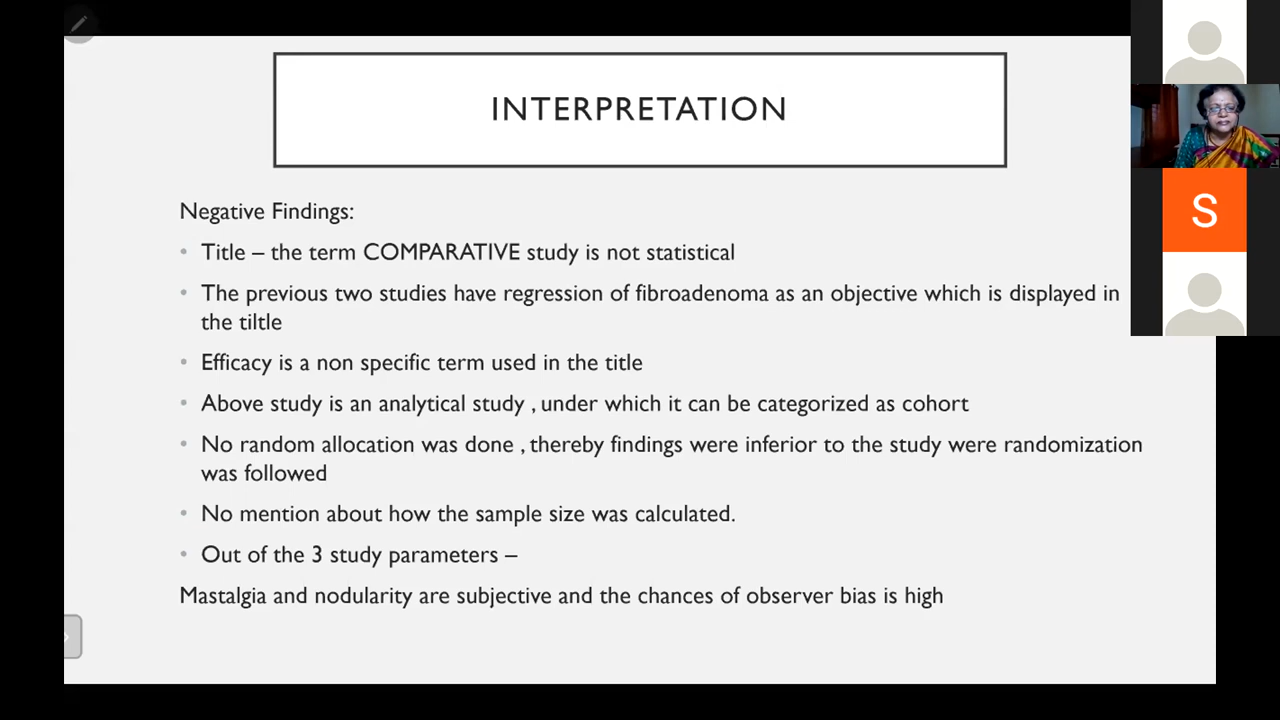 INTERPRETATION
Negative Findings:
• Title – the term COMPARATIVE study is not statistical
• The previous two studies have regression of fibroadenoma as an objective which is displayed in
the tiltle
• Efficacy is a non specific term used in the title
• Above study is an analytical study , under which it can be categorized as cohort
• No random allocation was done , thereby findings were inferior to the study were randomization
was followed
• No mention about how the sample size was calculated.
• Out of the 3 study parameters –
Mastalgia and nodularity are subjective and the chances of observer bias is high
S